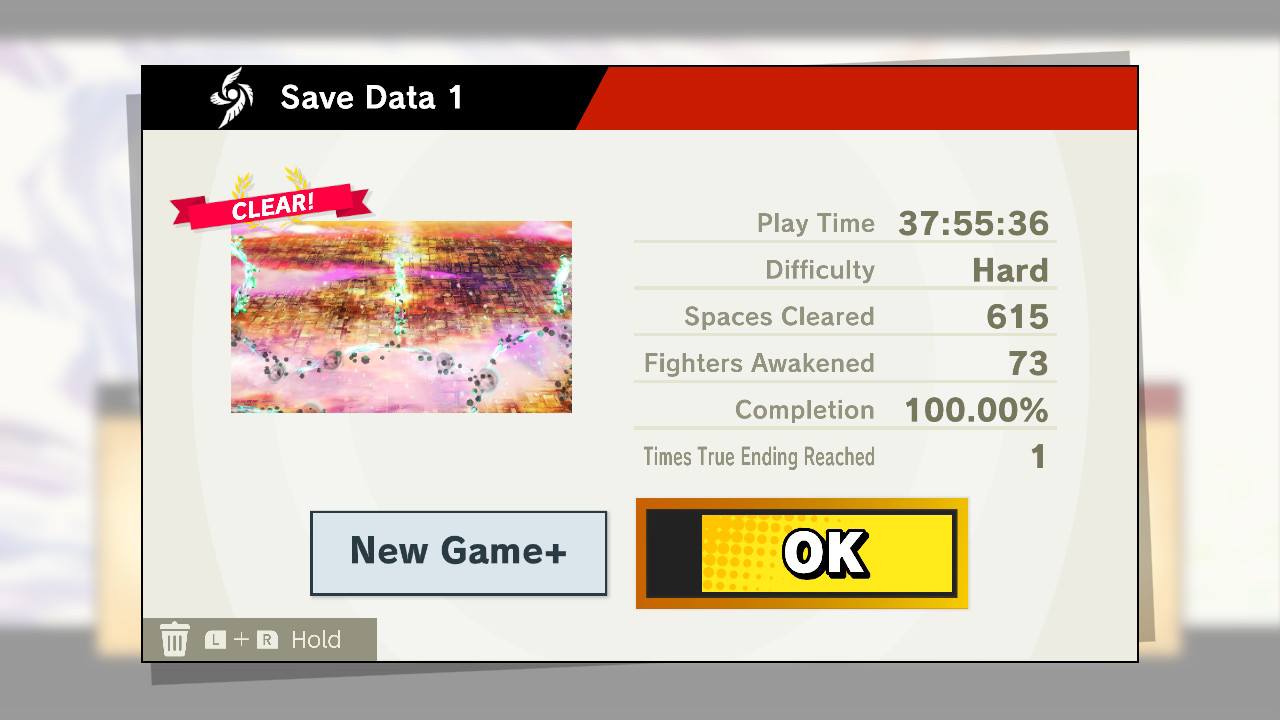 Save Data 1
CLEAR!
Play Time 37:55:36
Difficulty Hard
Spaces Cleared 615
Fighters Awakened 73
Completion 100.00%
Times True Ending Reached 1
New Game+
OK
L + R Hold